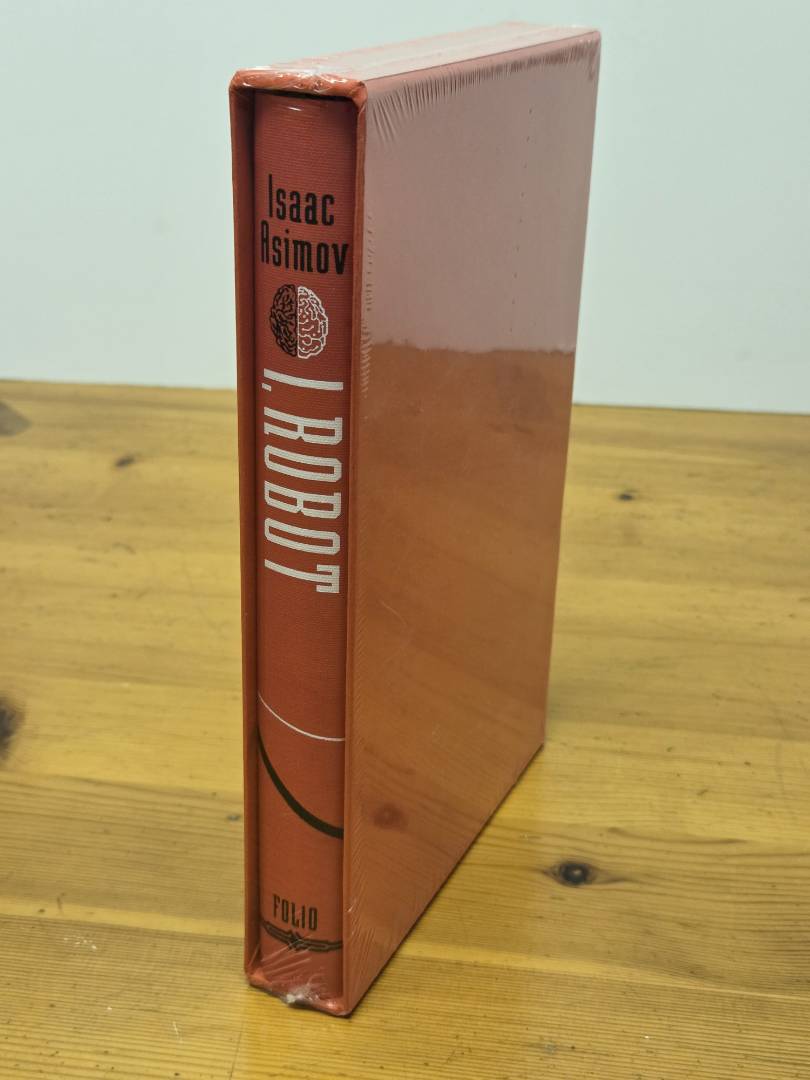 Isaac
Asimov
I, ROBOT
FOLIO